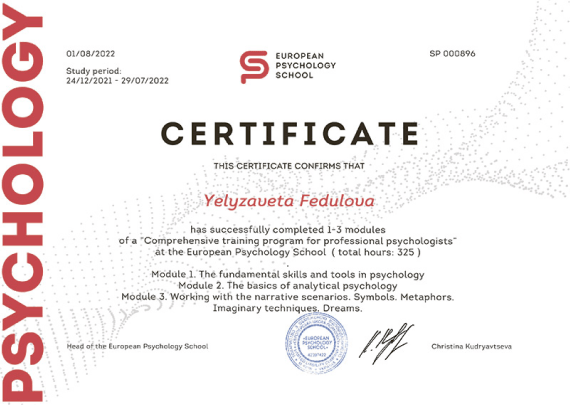 PSYCHOLOGY
01/08/2022
Study period:
24/12/2021 - 29/07/2022
EUROPEAN
PSYCHOLOGY
SCHOOL
SP 000896
CERTIFICATE
THIS CERTIFICATE CONFIRMS THAT
Yelyzaveta Fedulova
has successfully completed 1-3 modules
of a "Comprehensive training program for professional psychologists"
at the European Psychology School ( total hours: 325 )
Module 1. The fundamental skills and tools in psychology
Module 2. The basics of analytical psychology
Module 3. Working with the narrative scenarios. Symbols. Metaphors.
Imaginary techniques. Dreams.
Head of the European Psychology School
«EUROPEAN
PSYCHOLOGY
SCHOOL»
Christina Kudryavtseva